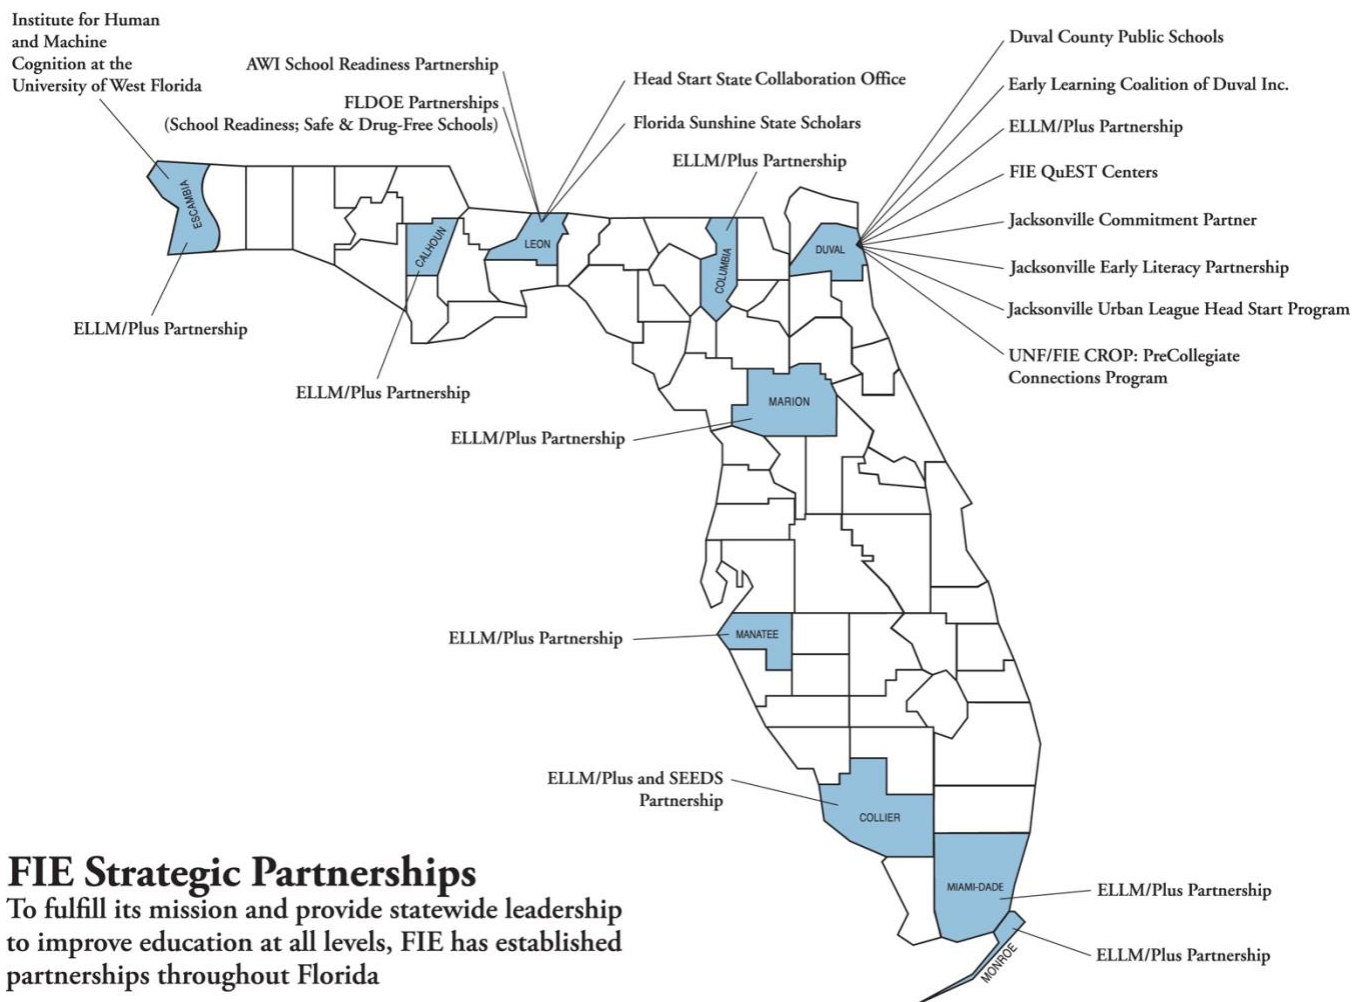 Institute for Human
and Machine
Cognition at the
University of West Florida
AWI School Readiness Partnership
FLDOE Partnerships
(School Readiness; Safe & Drug-Free Schools)
Head Start State Collaboration Office
Florida Sunshine State Scholars
ELLM/Plus Partnership
Duval County Public Schools
Early Learning Coalition of Duval Inc.
ELLM/Plus Partnership
FIE QuEST Centers
Jacksonville Commitment Partner
Jacksonville Early Literacy Partnership
Jacksonville Urban League Head Start Program
UNF/FIE CROP: PreCollegiate
Connections Program
ESCAMBIA
CALHOUN
LEON
COLUMBIA
DUVAL
ELLM/Plus Partnership
ELLM/Plus Partnership
MARION
ELLM/Plus Partnership
MANATEE
ELLM/Plus Partnership
ELLM/Plus and SEEDS
Partnership
COLLIER
MIAMI-DADE
ELLM/Plus Partnership
MONROE
ELLM/Plus Partnership
FIE Strategic Partnerships
To fulfill its mission and provide statewide leadership
to improve education at all levels, FIE has established
partnerships throughout Florida